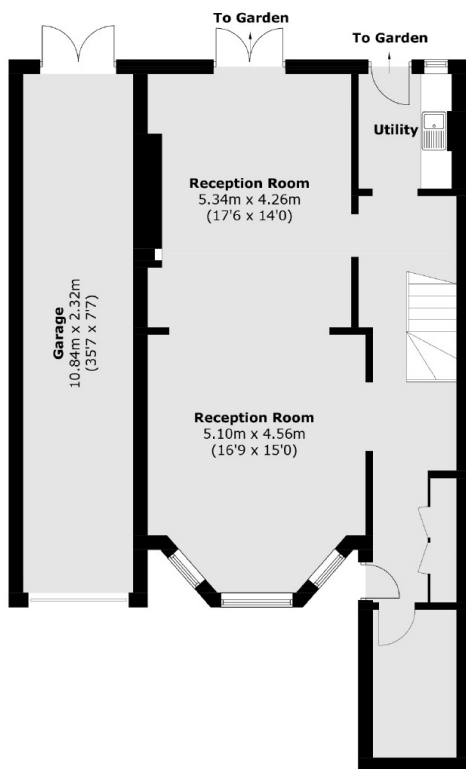 To Garden
To Garden
Utility
Reception Room
5.34m x 4.26m
(17'6 x 14'0)
Garage
10.84m x 2.32m
(35'7 x 7'7)
Reception Room
5.10m x 4.56m
(16'9 x 15'0)